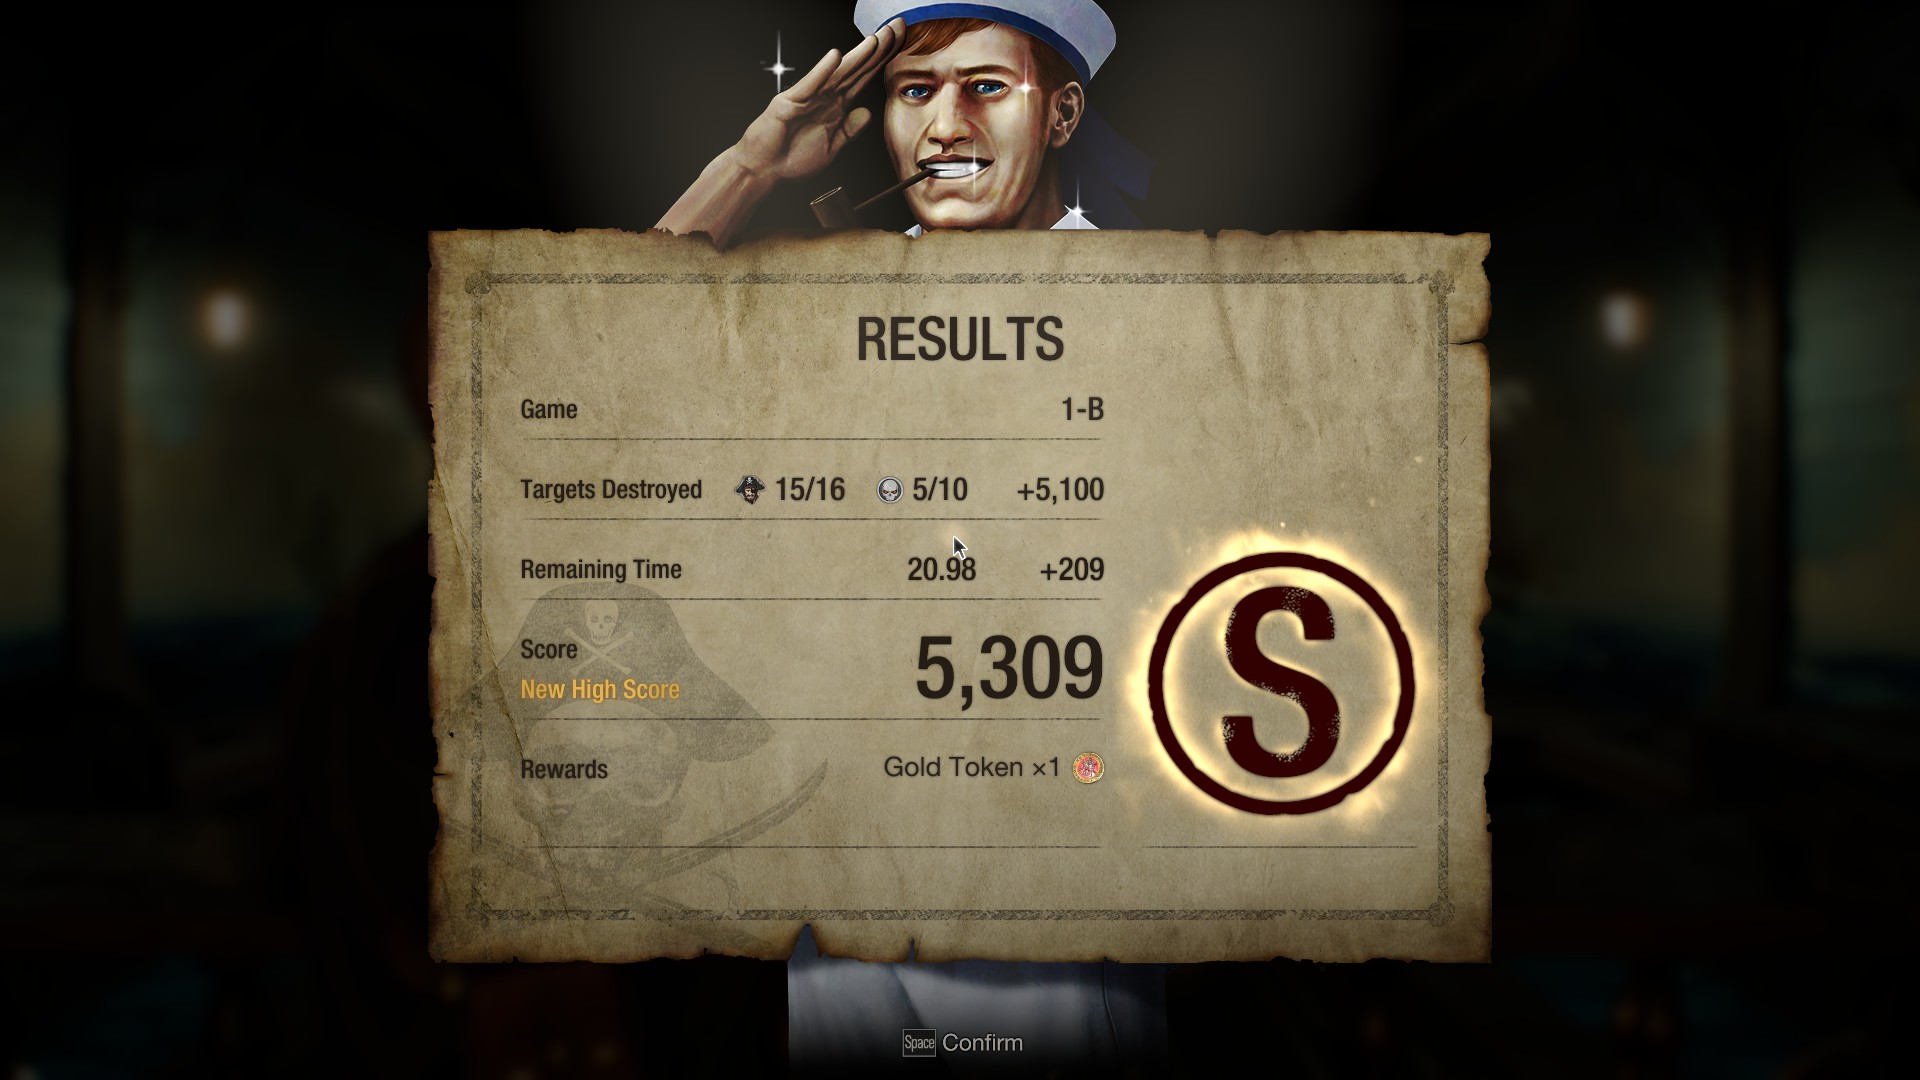 RESULTS
Game 1-B
Targets Destroyed 15/16 5/10 +5,100
Remaining Time 20.98 +209
Score 5,309
New High Score
Rewards Gold Token ×1
S
Space Confirm